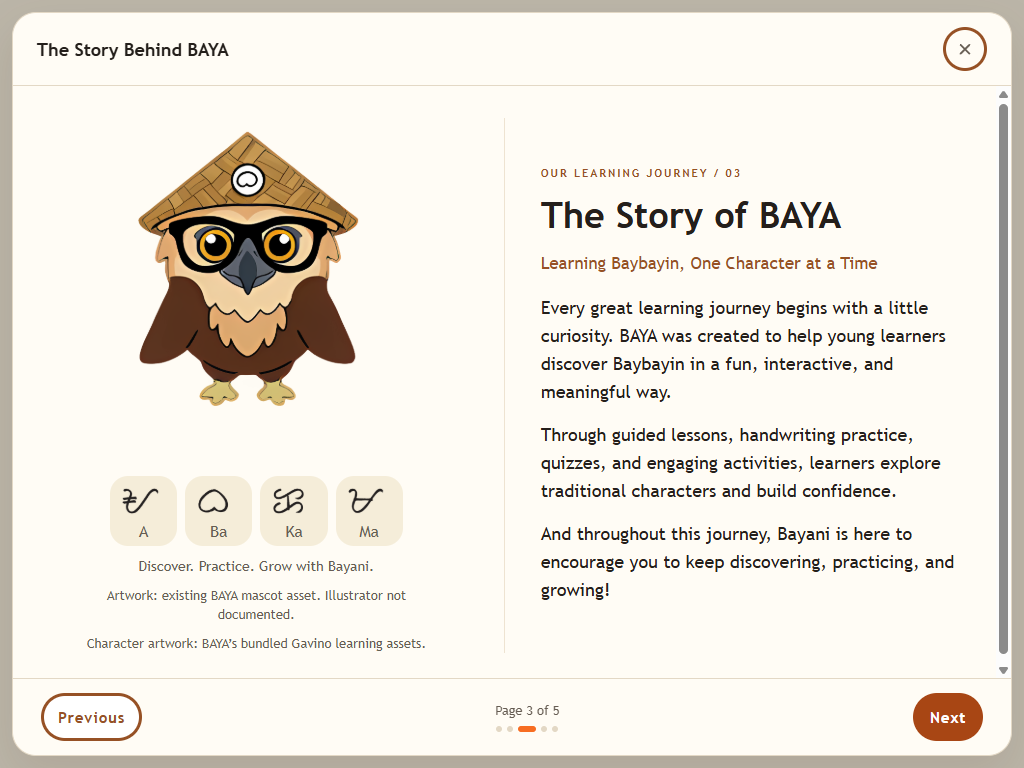 The Story Behind BAYA
ᜊ
ᜀ
ᜊ
ᜃ
ᜋ
A
Ba
Ka
Ma
Discover. Practice. Grow with Bayani.
Artwork: existing BAYA mascot asset. Illustrator not
documented.
Character artwork: BAYA's bundled Gavino learning assets.
OUR LEARNING JOURNEY / 03
The Story of BAYA
Learning Baybayin, One Character at a Time
Every great learning journey begins with a little
curiosity. BAYA was created to help young learners
discover Baybayin in a fun, interactive, and
meaningful way.
Through guided lessons, handwriting practice,
quizzes, and engaging activities, learners explore
traditional characters and build confidence.
And throughout this journey, Bayani is here to
encourage you to keep discovering, practicing, and
growing!
Previous
Page 3 of 5
Next